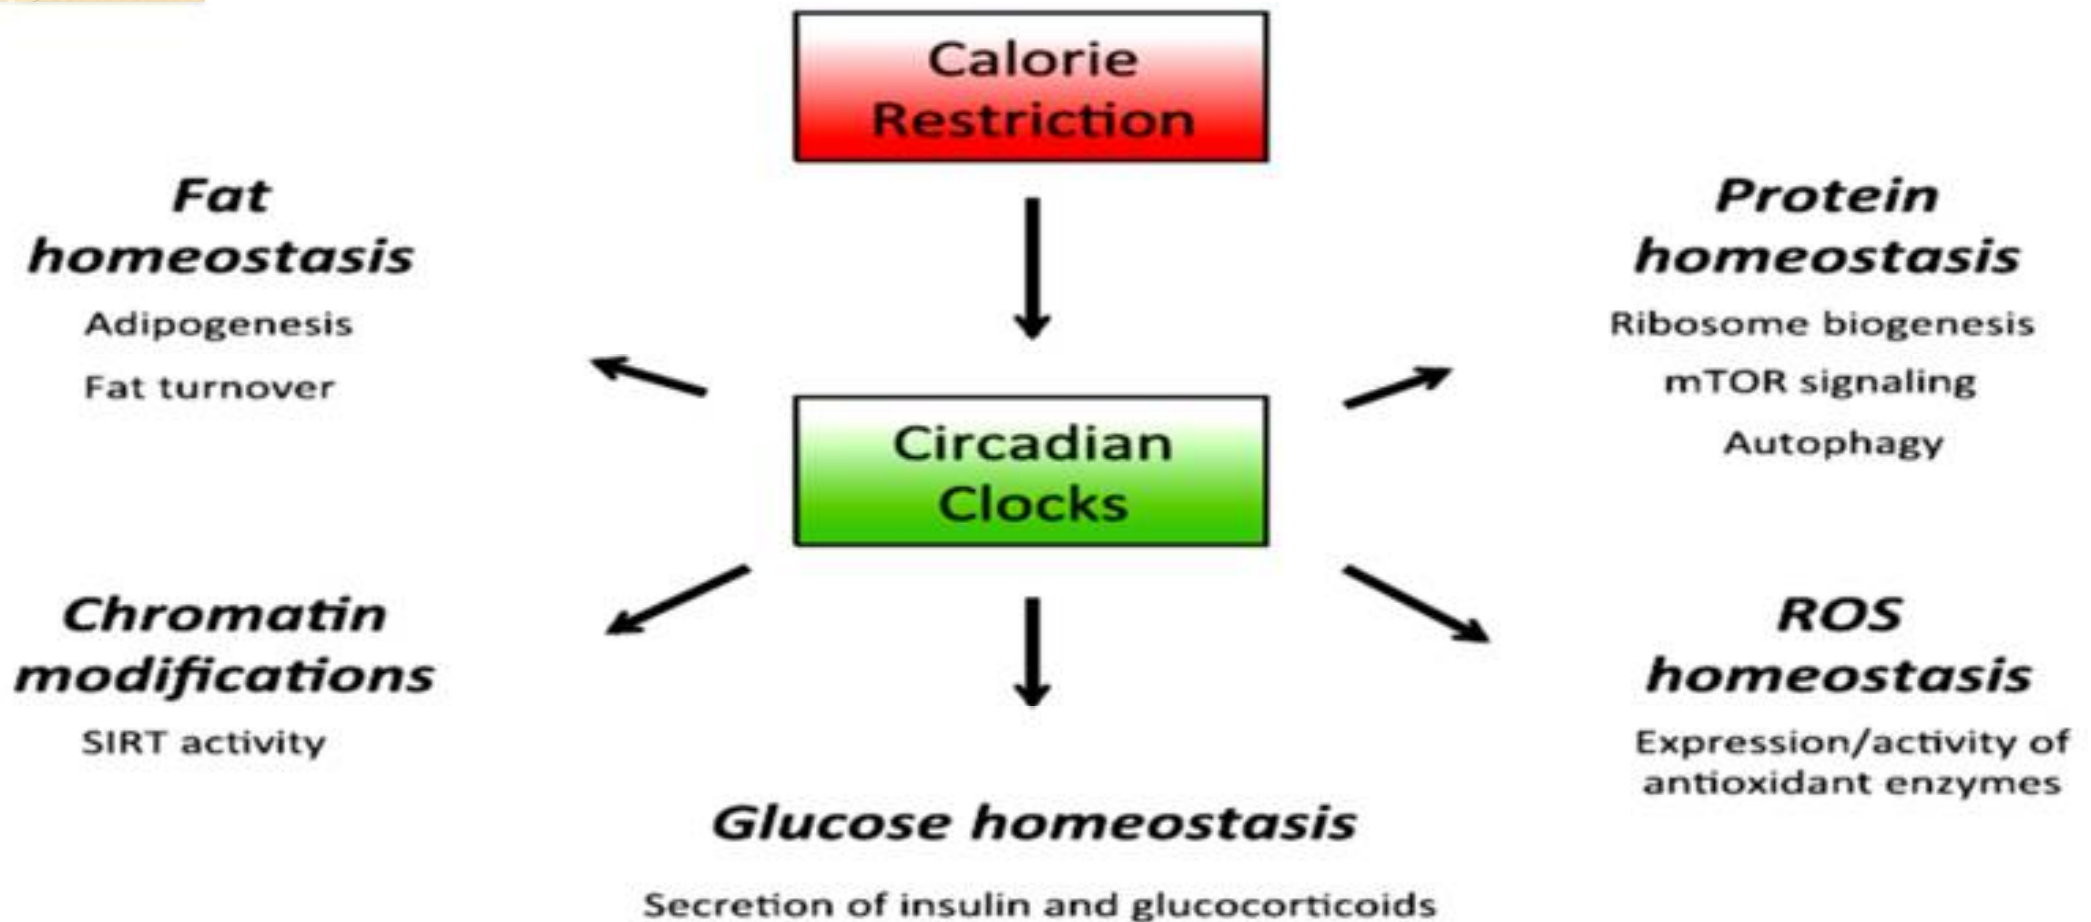 Calorie
Restriction
Fat
homeostasis
Adipogenesis
Fat turnover
Protein
homeostasis
Ribosome biogenesis
mTOR signaling
Autophagy
Circadian
Clocks
Chromatin
modifications
SIRT activity
ROS
homeostasis
Expression/activity of
antioxidant enzymes
Glucose homeostasis
Secretion of insulin and glucocorticoids